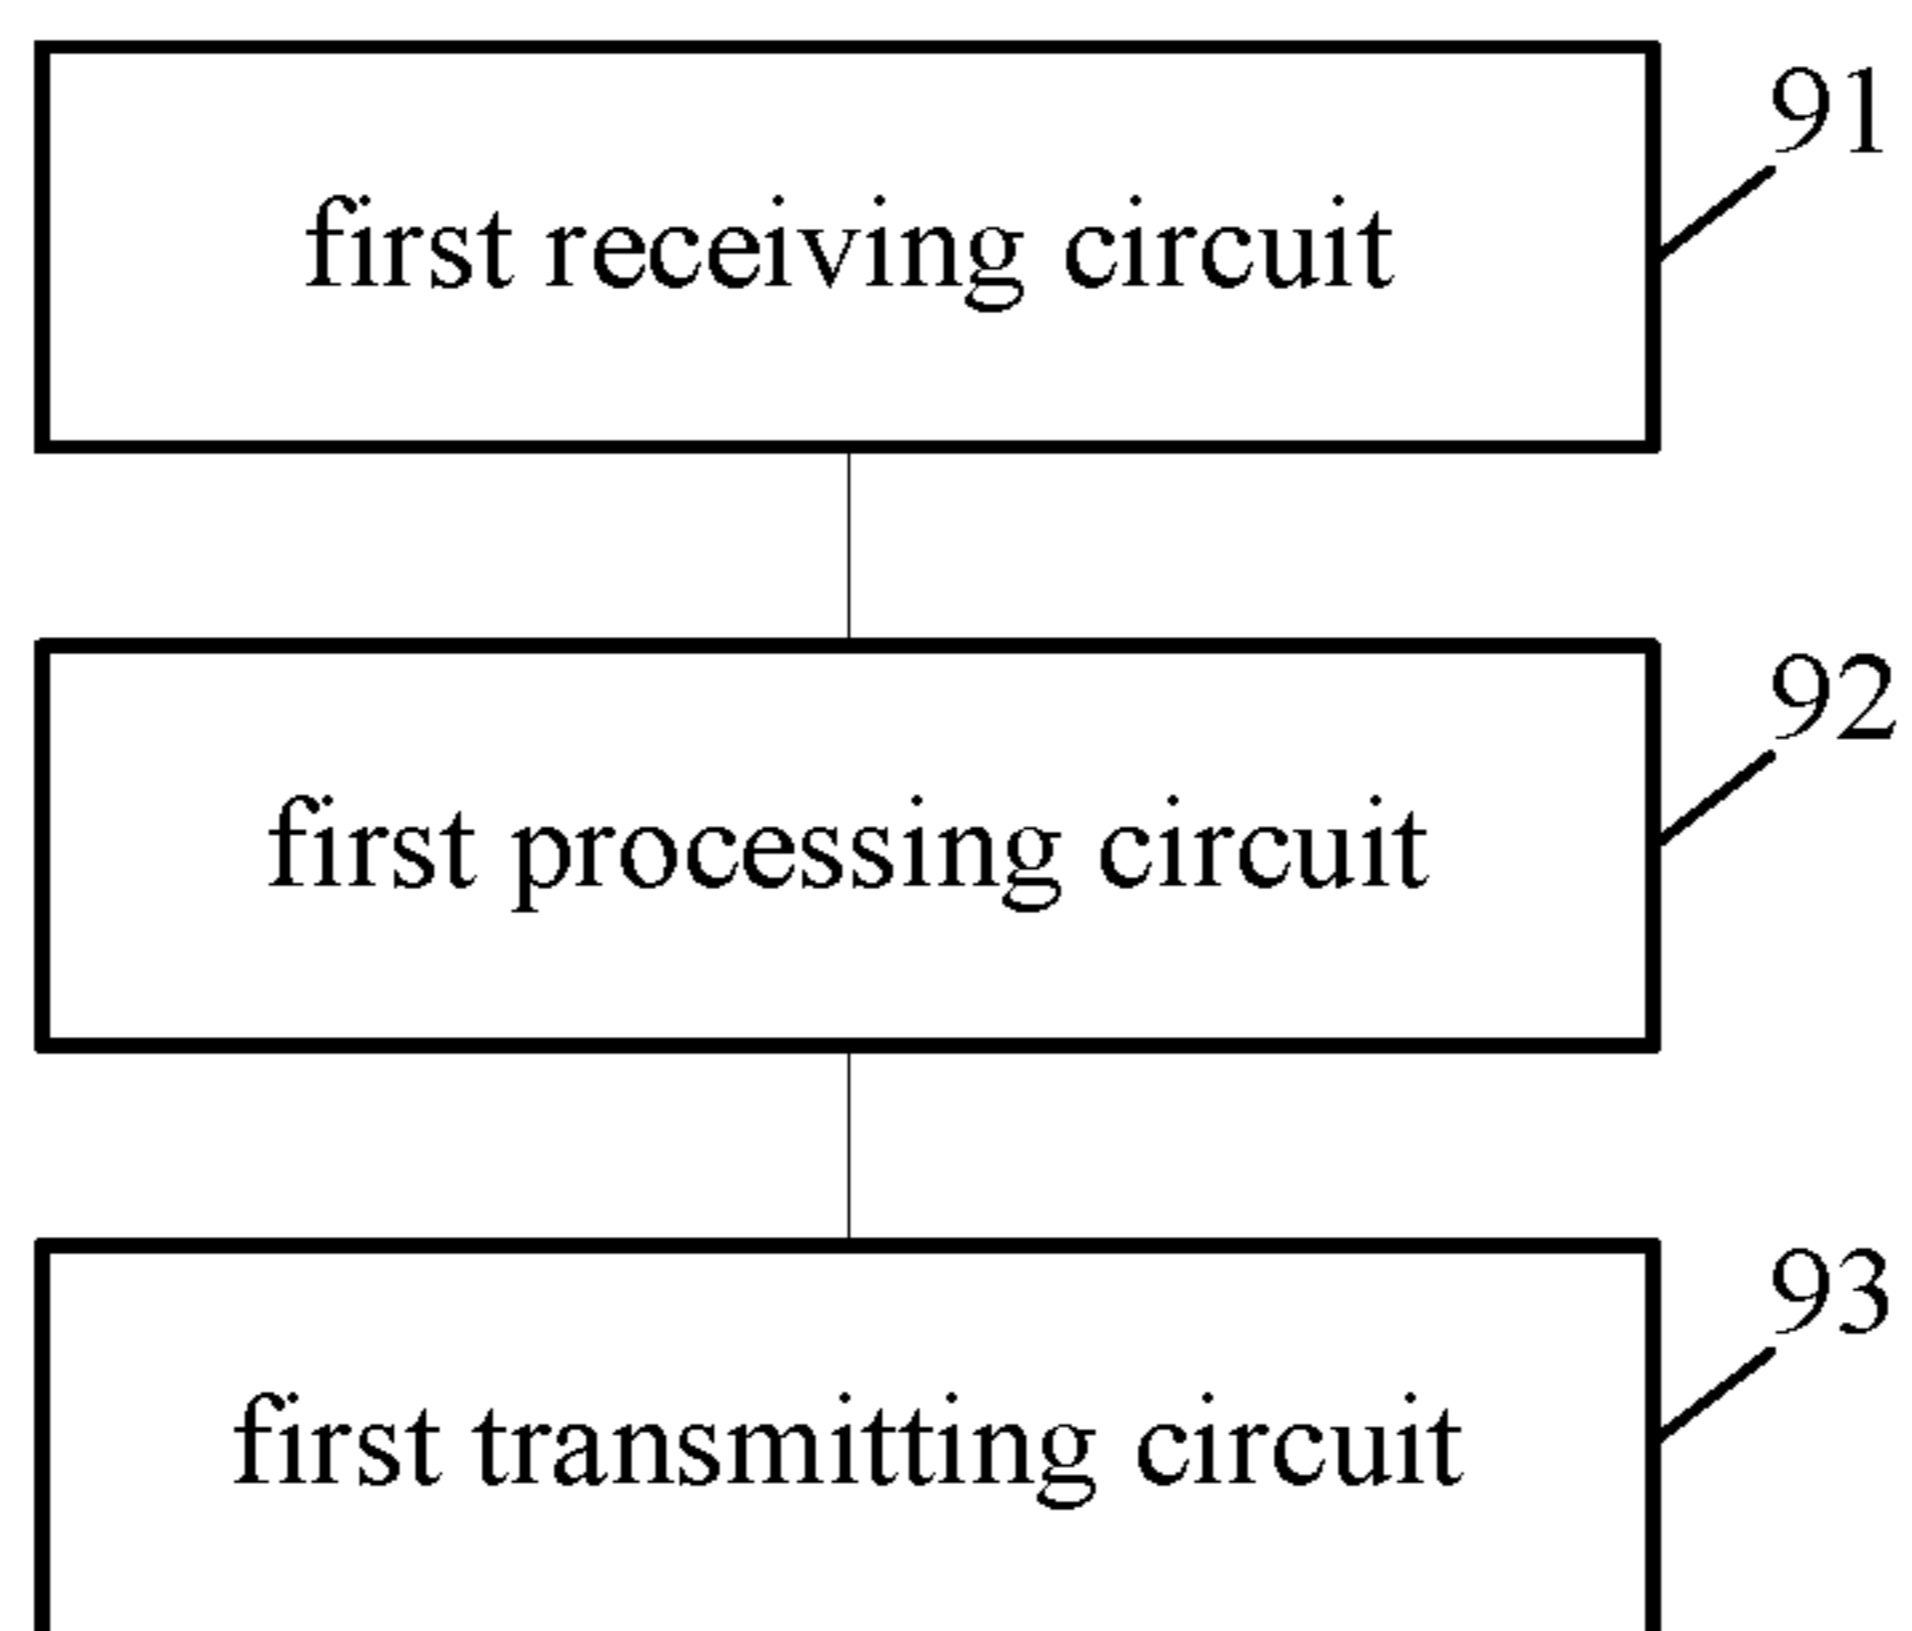 91
first receiving circuit
92
first processing circuit
93
first transmitting circuit